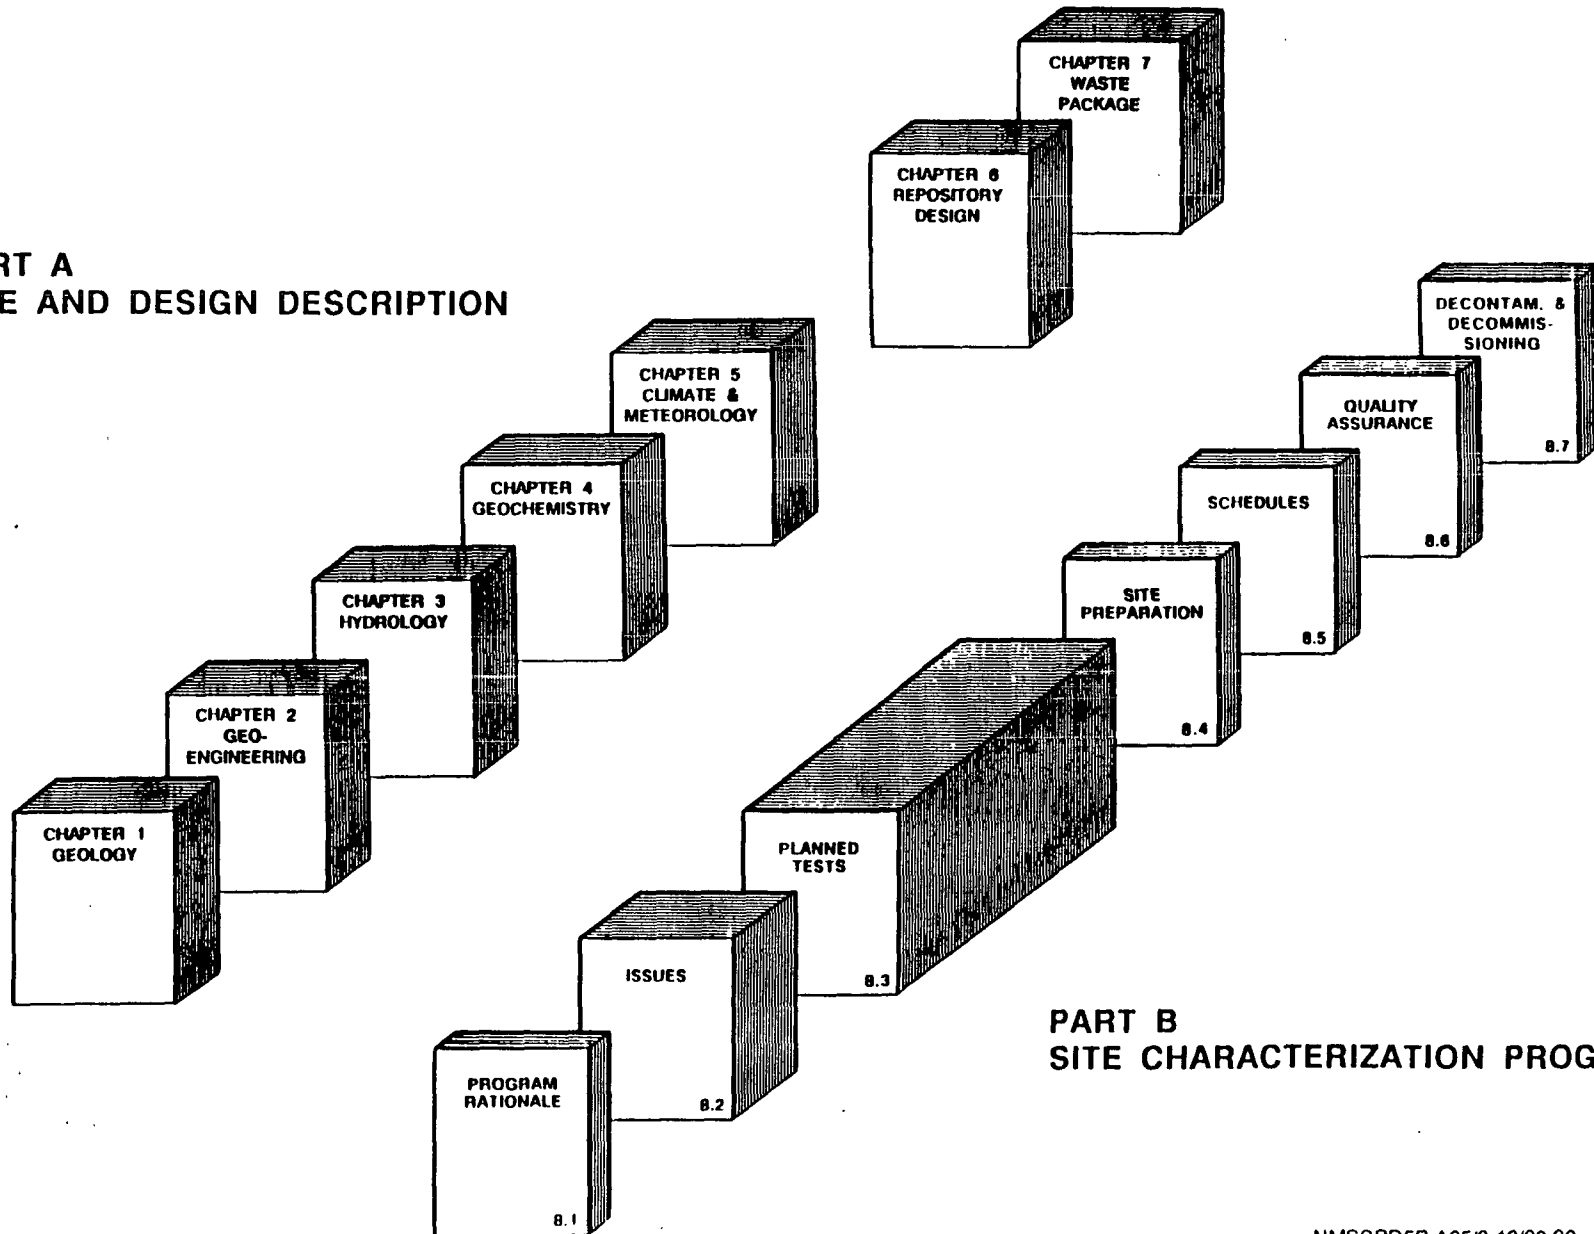 RT A
E AND DESIGN DESCRIPTION
CHAPTER 1
GEOLOGY
CHAPTER 2
GEO-
ENGINEERING
CHAPTER 3
HYDROLOGY
CHAPTER 4
GEOCHEMISTRY
CHAPTER 5
CLIMATE &
METEOROLOGY
CHAPTER 6
REPOSITORY
DESIGN
CHAPTER 7
WASTE
PACKAGE
PROGRAM
RATIONALE
8.1
ISSUES
8.2
PLANNED
TESTS
8.3
SITE
PREPARATION
8.4
SCHEDULES
8.5
QUALITY
ASSURANCE
8.6
DECONTAM. &
DECOMMIS-
SIONING
8.7
PART B
SITE CHARACTERIZATION PROG